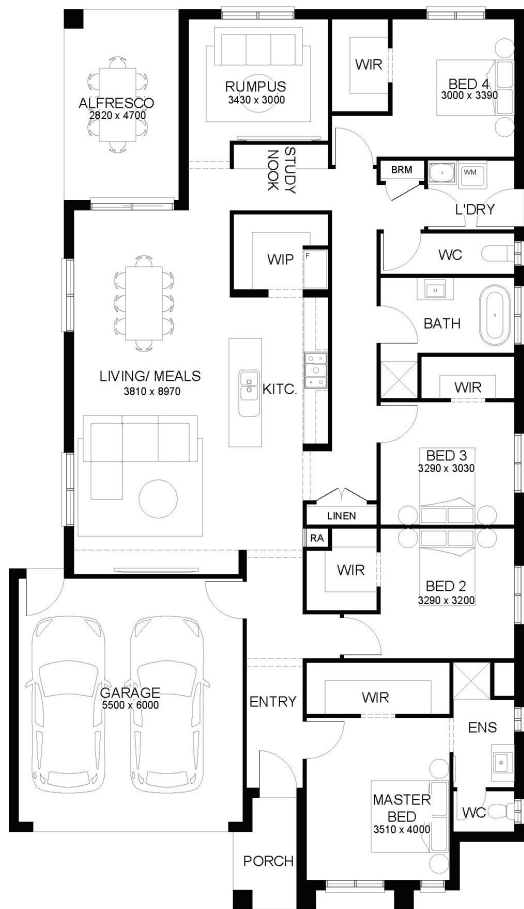 RUMPUS
3430 x 3000
WIR
BED 4
3000 x 3390
ALFRESCO
2820 x 4700
STUDY
NOOK
BRM
WM
L'DRY
WC
WIP
F
BATH
LIVING/ MEALS
3810 x 8970
KITC.
WIR
BED 3
3290 x 3030
LINEN
RA
WIR
BED 2
3290 x 3200
GARAGE
5500 x 6000
ENTRY
WIR
ENS
MASTER
BED
3510 x 4000
WC
PORCH